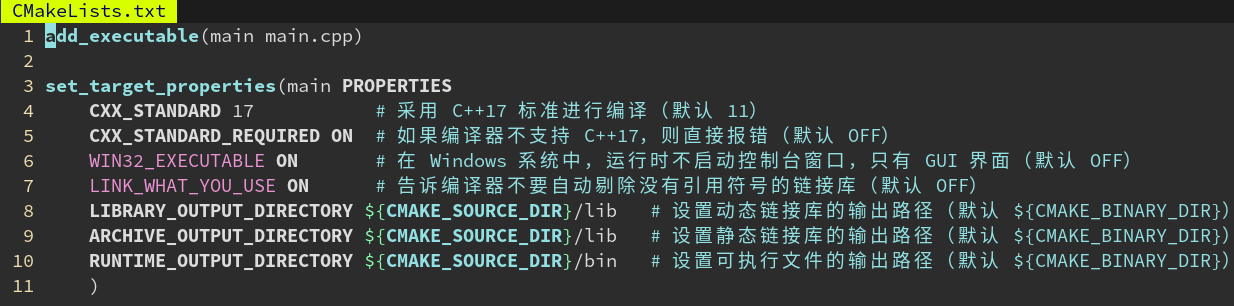 CMakeLists.txt
1 add_executable(main main.cpp)
2
3 set_target_properties(main PROPERTIES
4     CXX_STANDARD 17           # 采用 C++17 标准进行编译（默认 11）
5     CXX_STANDARD_REQUIRED ON  # 如果编译器不支持 C++17，则直接报错（默认 OFF）
6     WIN32_EXECUTABLE ON       # 在 Windows 系统中，运行时不启动控制台窗口，只有 GUI 界面（默认 OFF）
7     LINK_WHAT_YOU_USE ON      # 告诉编译器不要自动剔除没有引用符号的链接库（默认 OFF）
8     LIBRARY_OUTPUT_DIRECTORY ${CMAKE_SOURCE_DIR}/lib   # 设置动态链接库的输出路径（默认 ${CMAKE_BINARY_DIR}）
9     ARCHIVE_OUTPUT_DIRECTORY ${CMAKE_SOURCE_DIR}/lib   # 设置静态链接库的输出路径（默认 ${CMAKE_BINARY_DIR}）
10     RUNTIME_OUTPUT_DIRECTORY ${CMAKE_SOURCE_DIR}/bin   # 设置可执行文件的输出路径（默认 ${CMAKE_BINARY_DIR}）
11     )